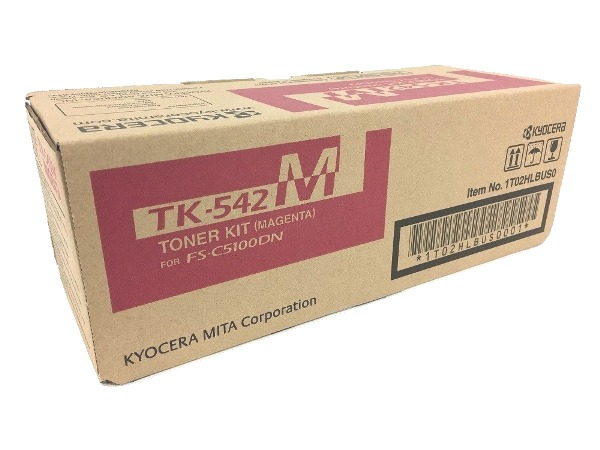 KYOCERA
TK-542 M
TONER KIT (MAGENTA)
FOR FS-C5100DN
KYOCERA MITA Corporation
KYOCERA
Item No. 1T02HLBUS0
*1T02HLBUS0001*